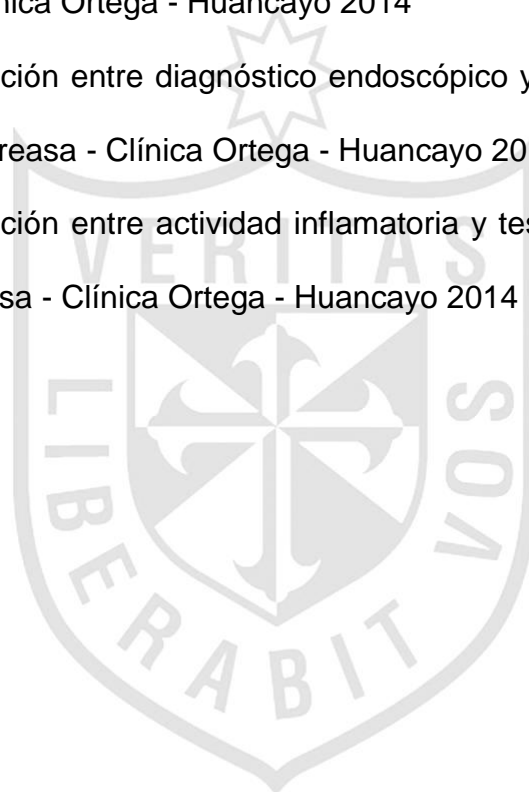 nica Ortega - Huancayo 2014
ción entre diagnóstico endoscópico y
reasa - Clínica Ortega - Huancayo 20
ción entre actividad inflamatoria y tes
sa - Clínica Ortega - Huancayo 2014
VERITAS
LIBERABIT
VOS